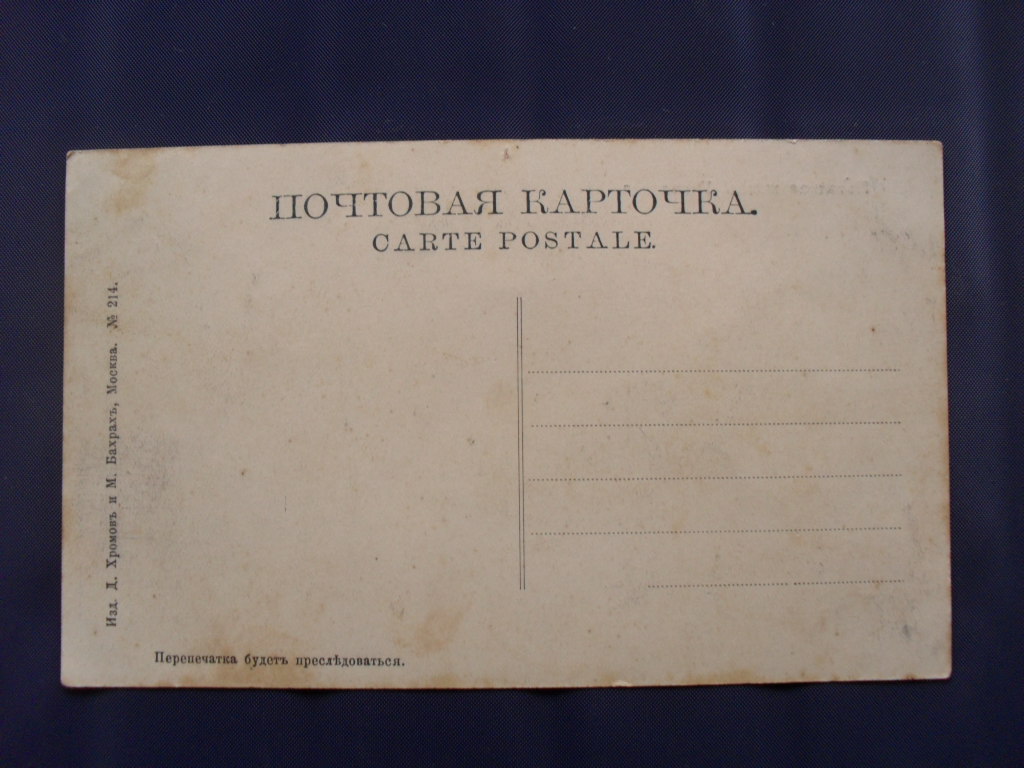 ПОЧТОВАЯ КАРТОЧКА.
CARTE POSTALE.
Изд. Д. Хромовъ и М. Бахрахъ, Москва. № 214.
Перепечатка будетъ преслѣдоваться.